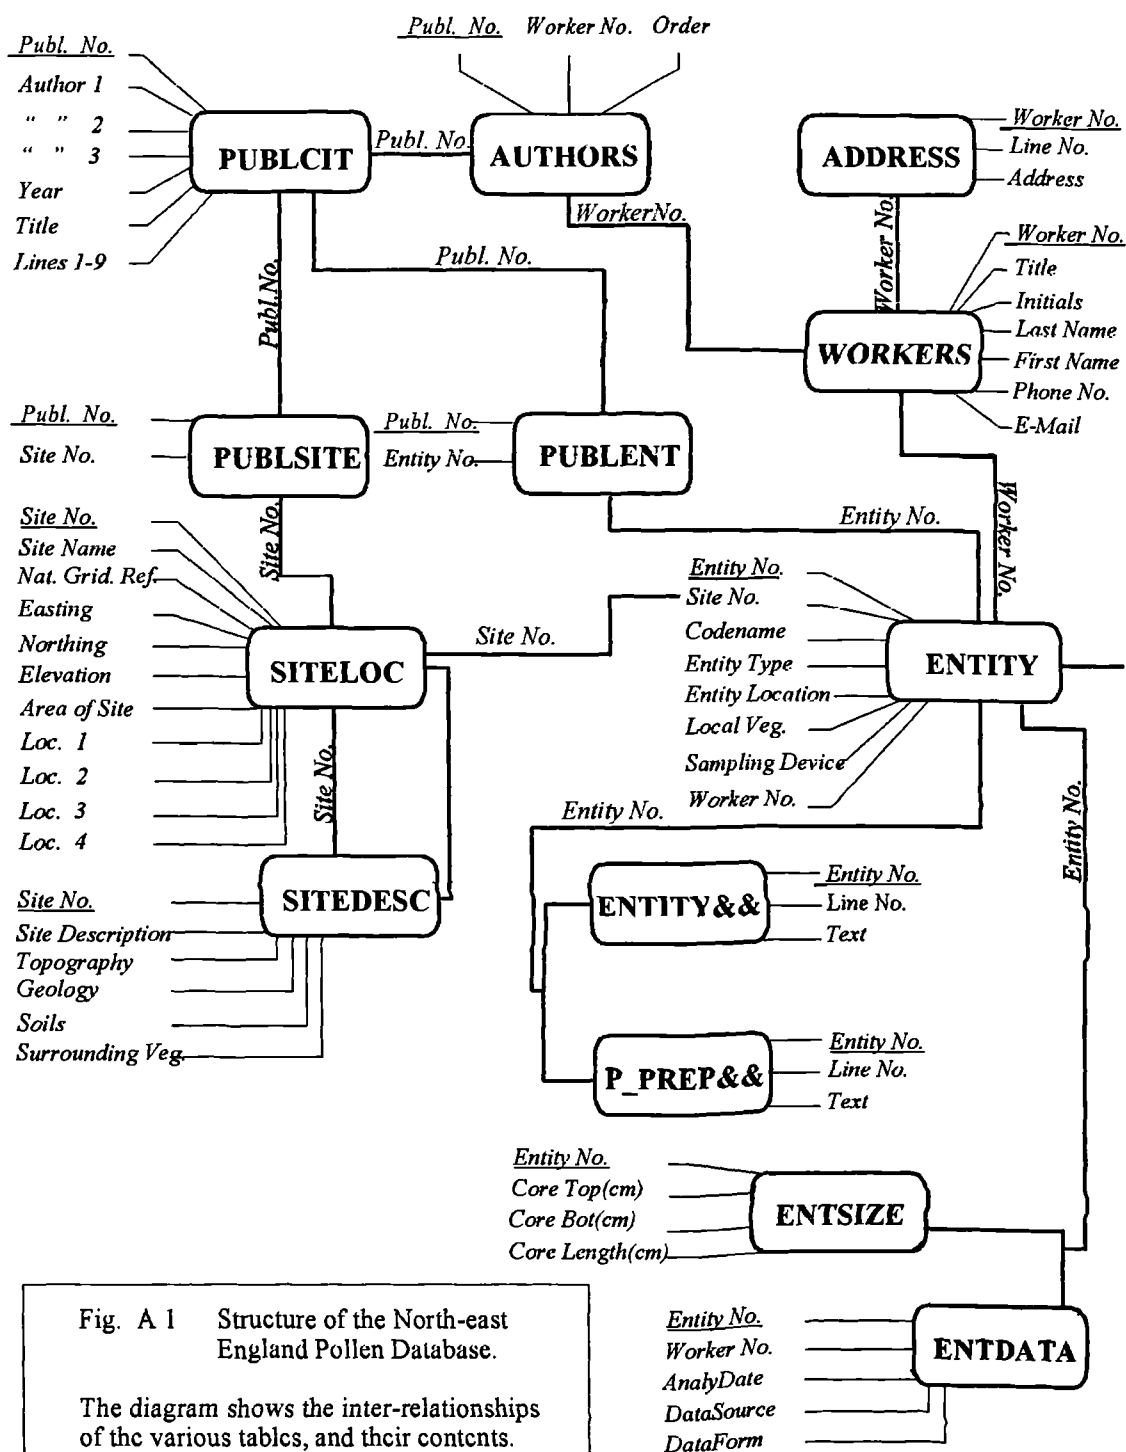 Publ. No. Worker No. Order
Publ. No.
Author 1
“ ” 2
“ ” 3
Year
Title
Lines 1-9
PUBLCIT
Publ. No.
AUTHORS
ADDRESS
Worker No.
Line No.
Address
WorkerNo.
Worker No.
Publ. No.
Publ.No.
Worker No.
Title
Initials
Last Name
First Name
Phone No.
E-Mail
WORKERS
Publ. No.
Site No.
PUBLSITE
Publ. No.
Entity No.
PUBLENT
Site No.
Entity No.
Worker No.
Site No.
Site Name
Nat. Grid. Ref.
Easting
Northing
Elevation
Area of Site
Loc. 1
Loc. 2
Loc. 3
Loc. 4
SITELOC
Site No.
Entity No.
Site No.
Codename
Entity Type
Entity Location
Local Veg.
Sampling Device
Worker No.
ENTITY
Site No.
Entity No.
Entity No.
Site No.
Site Description
Topography
Geology
Soils
Surrounding Veg.
SITEDESC
ENTITY&&
Entity No.
Line No.
Text
P_PREP&&
Entity No.
Line No.
Text
Entity No.
Core Top(cm)
Core Bot(cm)
Core Length(cm)
ENTSIZE
Entity No.
Worker No.
AnalyDate
DataSource
DataForm
ENTDATA
Fig. A 1 Structure of the North-east
England Pollen Database.
The diagram shows the inter-relationships
of the various tables, and their contents.